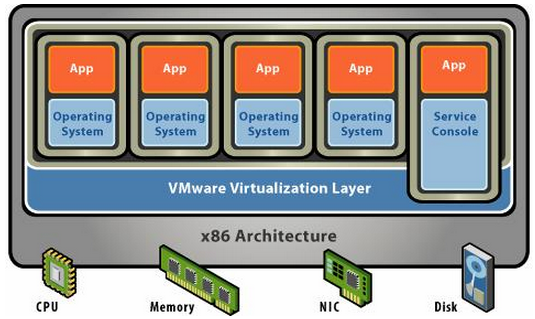 App
App
App
App
App
Operating
System
Operating
System
Operating
System
Operating
System
Service
Console
VMware Virtualization Layer
x86 Architecture
CPU
Memory
NIC
Disk